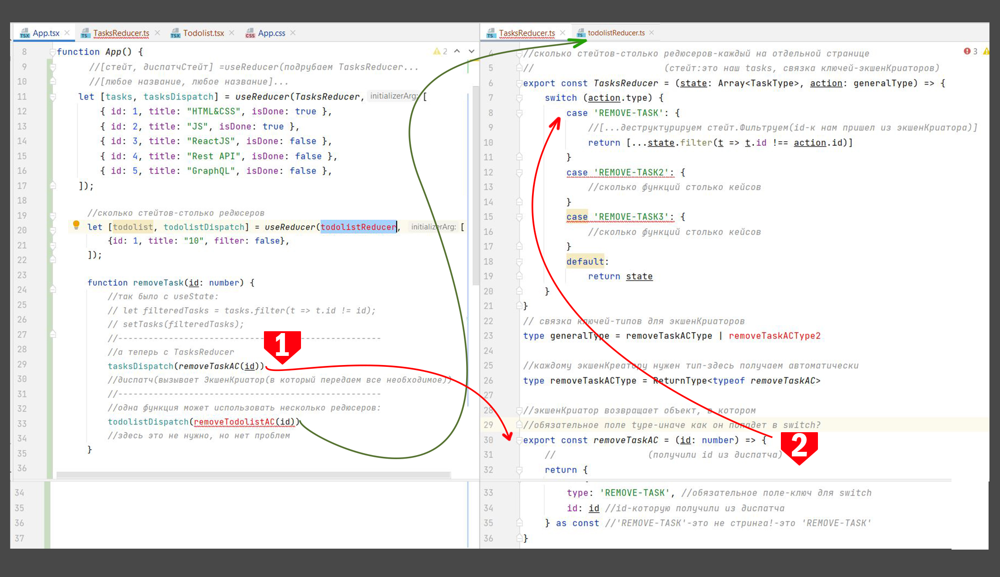 App.tsx TasksReducer.ts Todolist.tsx App.css
8 function App() { 2
9 //[стейт, диспатчСтейт] =useReducer(подрубаем TasksReducer...
10 //[любое название, любое название]...
11 let [tasks, tasksDispatch] = useReducer(TasksReducer, initializerArg: [
12 { id: 1, title: "HTML&CSS", isDone: true },
13 { id: 2, title: "JS", isDone: true },
14 { id: 3, title: "ReactJS", isDone: false },
15 { id: 4, title: "Rest API", isDone: false },
16 { id: 5, title: "GraphQL", isDone: false },
17 ]);
18
19 //сколько стейтов-столько редюсеров
20 let [todolist, todolistDispatch] = useReducer(todolistReducer, initializerArg: [
21 {id: 1, title: "10", filter: false},
22 ]);
23
24 function removeTask(id: number) {
25 //так было с useState:
26 // let filteredTasks = tasks.filter(t => t.id != id);
// setTasks(filteredTasks);
27 //-----------------------------------------------------
28 //а теперь с TasksReducer
29 tasksDispatch(removeTaskAC(id))
30 //диспатч(вызывает ЭкшенКриатор(в который передаем все необходимое))
31 //-----------------------------------------------------
32 //одна функция может использовать несколько редюсеров:
33 todolistDispatch(removeTodolistAC(id))
34 //здесь это не нужно, но нет проблем
35 }
36
34
35
36
37
1
TasksReducer.ts todolistReducer.ts
4 //сколько стейтов-столько редюсеров-каждый на отдельной странице 3
5 // (стейт:это наш tasks, связка ключей-экшенКриаторов)
6 export const TasksReducer = (state: Array<TaskType>, action: generalType) => {
7 switch (action.type) {
8 case 'REMOVE-TASK': {
9 //[...деструктурируем стейт.Фильтруем(id-к нам пришел из экшенКриатора)]
10 return [...state.filter(t => t.id !== action.id)]
11 }
12 case 'REMOVE-TASK2': {
13 //сколько функций столько кейсов
14 }
15 case 'REMOVE-TASK3': {
16 //сколько функций столько кейсов
17 }
18 default:
19 return state
20 }
21 }
22 // связка ключей-типов для экшенКриаторов
23 type generalType = removeTaskACType | removeTaskACType2
24
25 //каждому экшенКреатору нужен тип-здесь получаем автоматически
26 type removeTaskACType = ReturnType<typeof removeTaskAC>
27
28 //экшенКриатор возвращает объект, в котором
29 //обязательное поле type-иначе как он попадет в switch?
30 export const removeTaskAC = (id: number) => {
31 // (получили id из диспатча)
32 return {
33 type: 'REMOVE-TASK', //обязательное поле-ключ для switch
34 id: id //id-которую получили из диспатча
35 } as const //'REMOVE-TASK'-это не стринга!-это 'REMOVE-TASK'
36 }
2